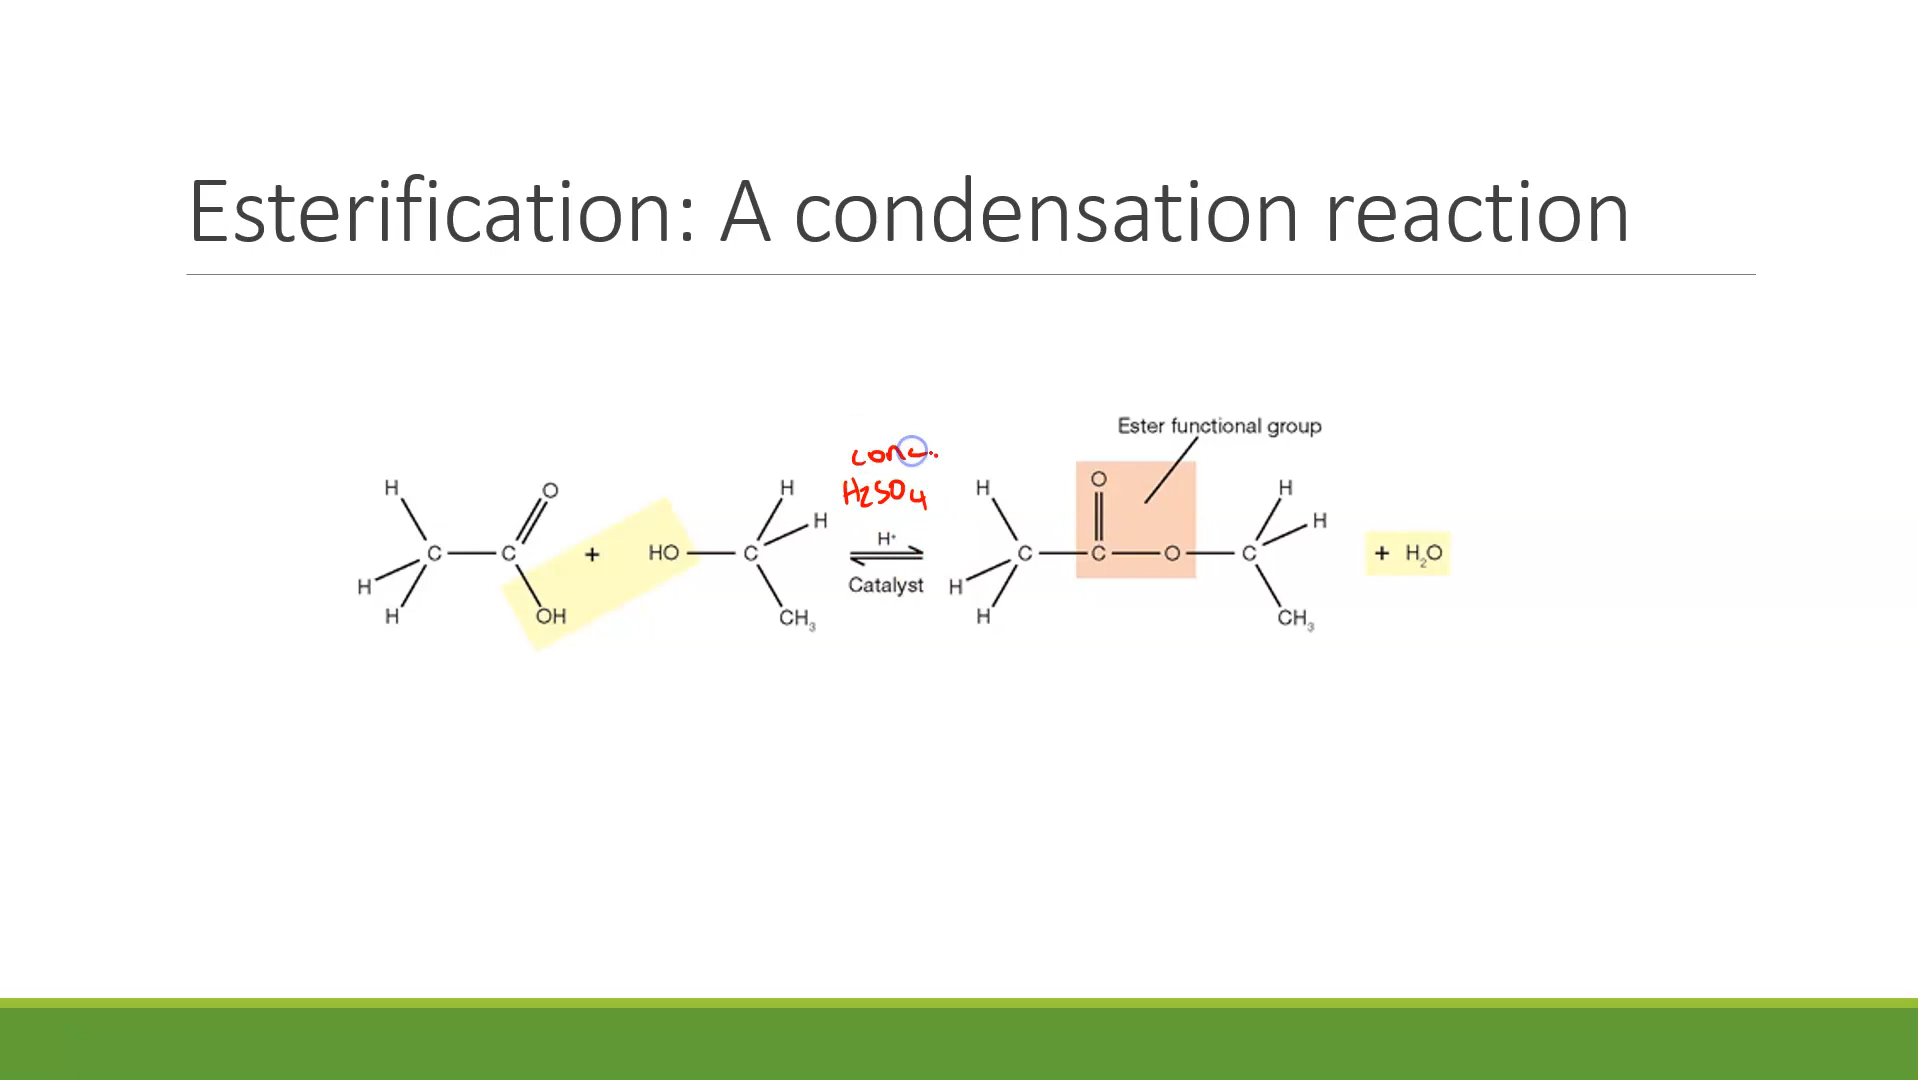 Esterification: A condensation reaction
Ester functional group
conc.
H2SO4
H O H O H H
H H H
C C + HO C H⁺ C C O C + H₂O
H Catalyst H
H OH CH₃ H CH₃